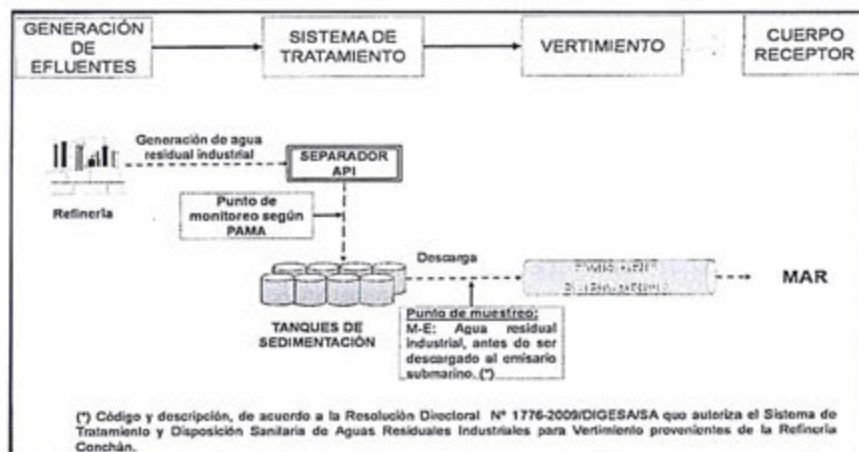 GENERACIÓN
DE
EFLUENTES
SISTEMA DE
TRATAMIENTO
VERTIMIENTO
CUERPO
RECEPTOR
Generación de agua
residual industrial
SEPARADOR
API
Refinería
Punto de
monitoreo según
PAMA
Descarga
MAR
TANQUES DE
SEDIMENTACIÓN
Punto de muestreo:
M-E: Agua residual
industrial, antes de ser
descargado al emisario
submarino. (*)
(*) Código y descripción, de acuerdo a la Resolución Directoral Nº 1776-2009/DIGESA/SA que autoriza el Sistema de
Tratamiento y Disposición Sanitaria de Aguas Residuales Industriales para Vertimiento provenientes de la Refinería
Conchán.